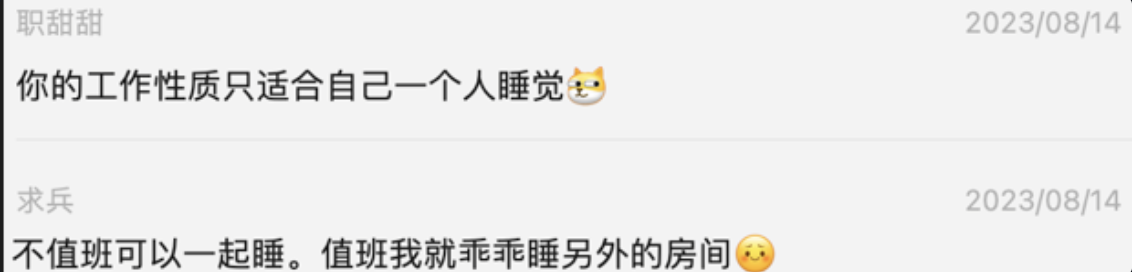 职甜甜 2023/08/14
你的工作性质只适合自己一个人睡觉
求兵 2023/08/14
不值班可以一起睡。值班我就乖乖睡另外的房间